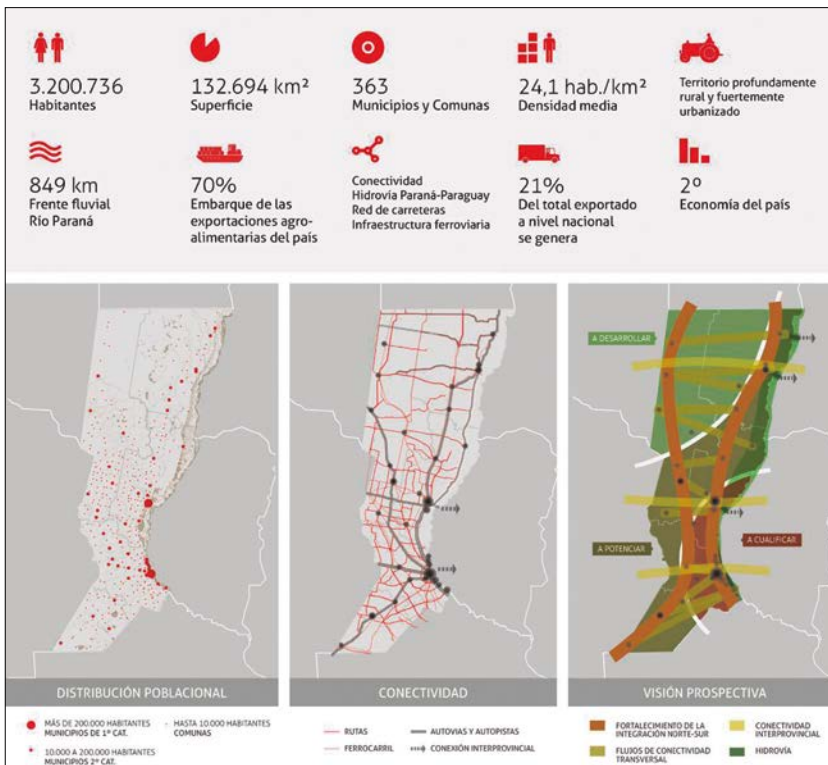 3.200.736
Habitantes
132.694 km²
Superficie
363
Municipios y Comunas
24,1 hab./km²
Densidad media
Territorio profundamente
rural y fuertemente
urbanizado
849 km
Frente fluvial
Río Paraná
70%
Embarque de las
exportaciones agro-
alimentarias del país
Conectividad
Hidrovía Paraná-Paraguay
Red de carreteras
Infraestructura ferroviaria
21%
Del total exportado
a nivel nacional
se genera
2º
Economía del país
A DESARROLLAR
A POTENCIAR
A CUALIFICAR
DISTRIBUCIÓN POBLACIONAL
CONECTIVIDAD
VISIÓN PROSPECTIVA
MÁS DE 200.000 HABITANTES
MUNICIPIOS DE 1º CAT.
HASTA 10.000 HABITANTES
COMUNAS
10.000 A 200.000 HABITANTES
MUNICIPIOS 2º CAT.
RUTAS
AUTOVIAS Y AUTOPISTAS
FERROCARRIL
CONEXIÓN INTERPROVINCIAL
FORTALECIMIENTO DE LA
INTEGRACIÓN NORTE-SUR
CONECTIVIDAD
INTERPROVINCIAL
FLUJOS DE CONECTIVIDAD
TRANSVERSAL
HIDROVÍA